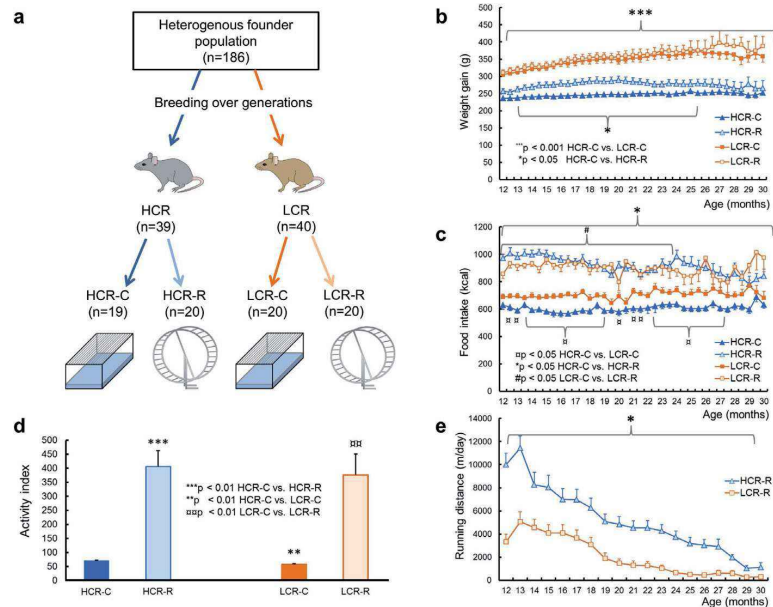 a
Heterogenous founder
population
(n=186)
Breeding over generations
HCR
(n=39)
LCR
(n=40)
HCR-C
(n=19)
HCR-R
(n=20)
LCR-C
(n=20)
LCR-R
(n=20)
b
***
Weight gain (g)
500
450
400
350
300
250
200
150
100
50
0
*
***p < 0.001 HCR-C vs. LCR-C
*p < 0.05 HCR-C vs. HCR-R
HCR-C
HCR-R
LCR-C
LCR-R
12 13 14 15 16 17 18 19 20 21 22 23 24 25 26 27 28 29 30
Age (months)
c
*
#
Food intake (kcal)
1200
1000
800
600
400
200
0
¤ ¤ ¤ ¤ ¤ ¤ ¤
¤p < 0.05 HCR-C vs. LCR-C
*p < 0.05 HCR-C vs. HCR-R
#p < 0.05 LCR-C vs. LCR-R
HCR-C
HCR-R
LCR-C
LCR-R
12 13 14 15 16 17 18 19 20 21 22 23 24 25 26 27 28 29 30
Age (months)
d
Activity index
500
450
400
350
300
250
200
150
100
50
0
***
**
¤¤
***p < 0.01 HCR-C vs. HCR-R
**p < 0.01 HCR-C vs. LCR-C
¤¤p < 0.01 LCR-C vs. LCR-R
HCR-C
HCR-R
LCR-C
LCR-R
e
*
Running distance (m/day)
14000
12000
10000
8000
6000
4000
2000
0
HCR-R
LCR-R
12 13 14 15 16 17 18 19 20 21 22 23 24 25 26 27 28 29 30
Age (months)